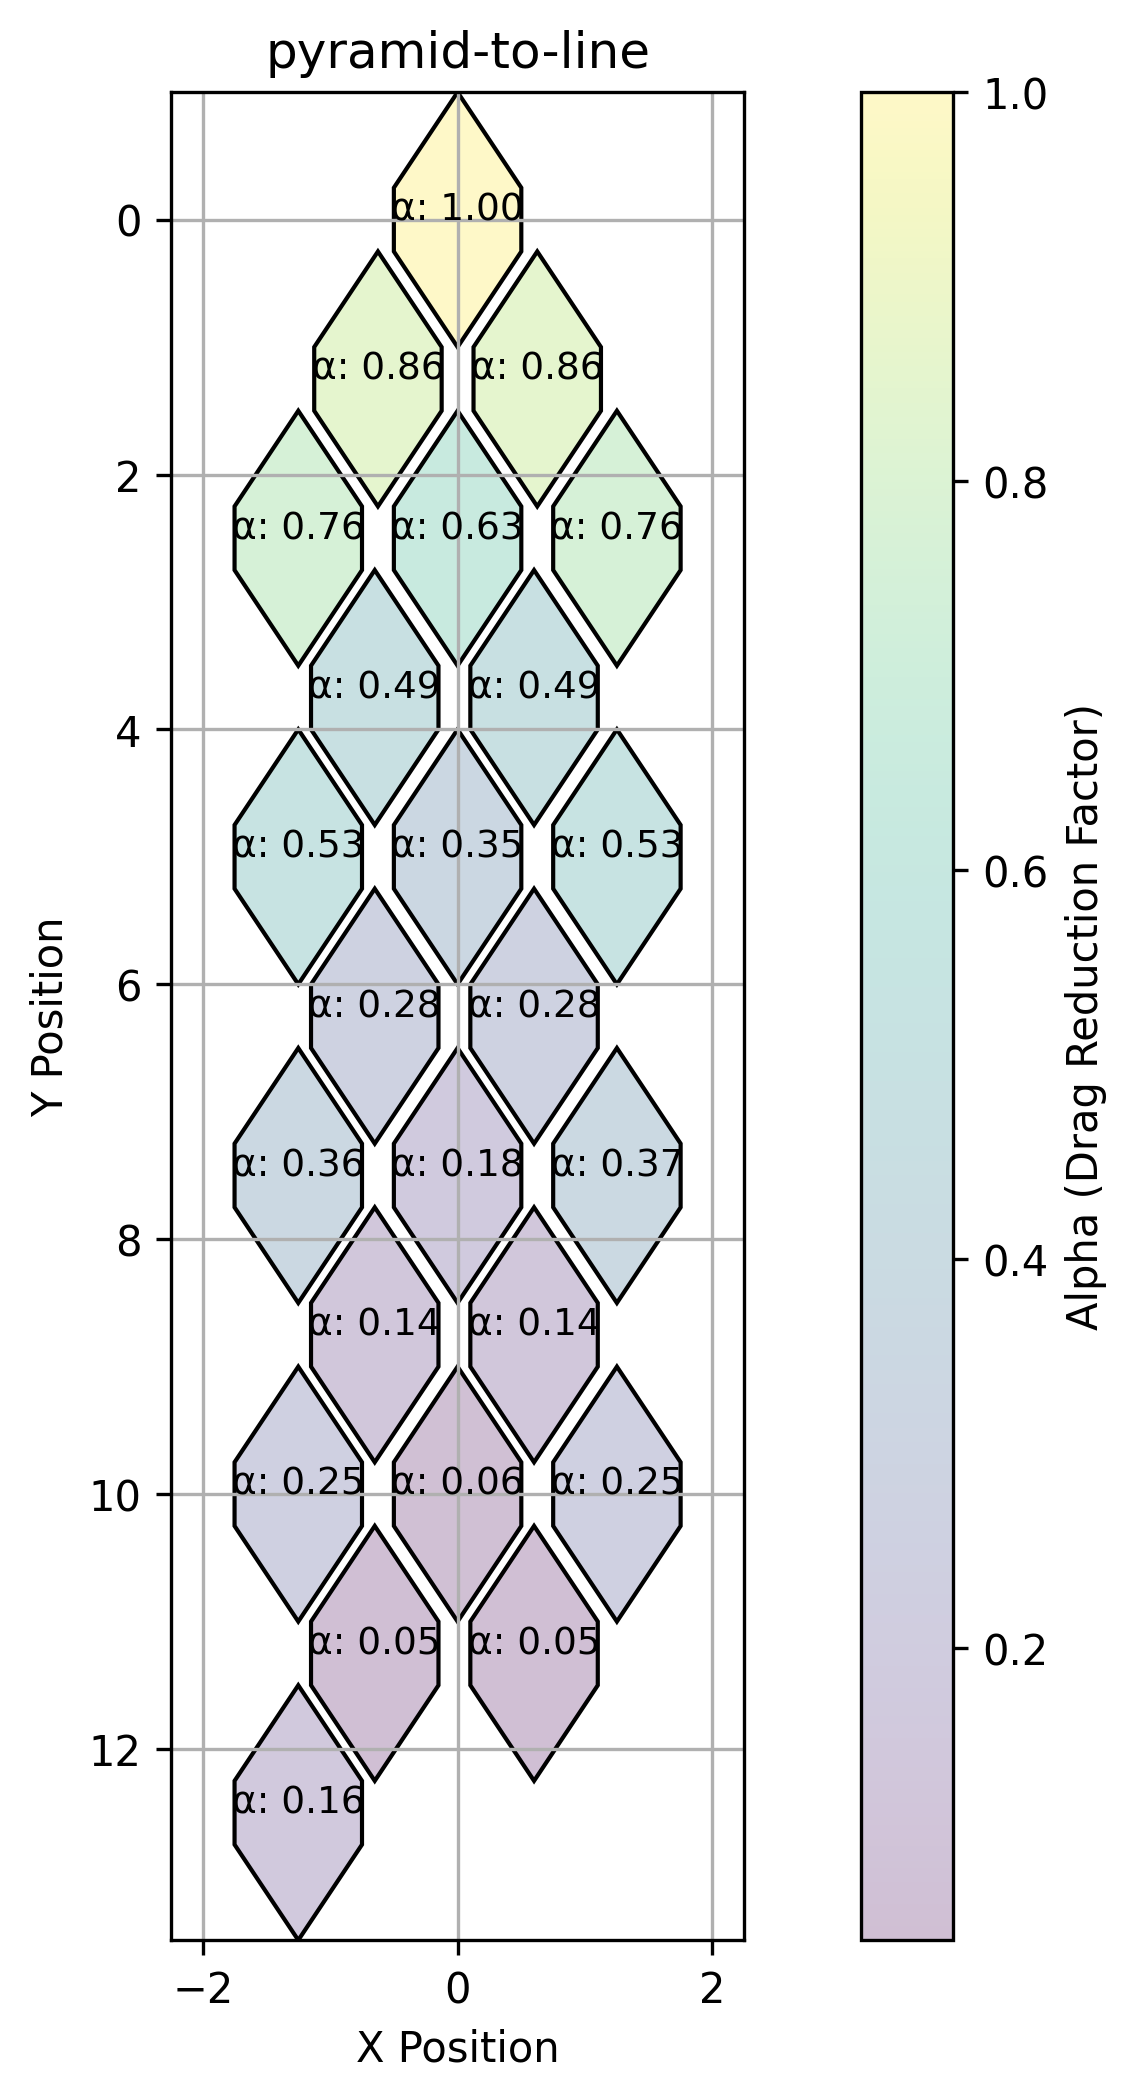 pyramid-to-line
1.0
α: 1.00
0
α: 0.86 α: 0.86
2
0.8
α: 0.76 α: 0.63 α: 0.76
α: 0.49 α: 0.49
4
α: 0.53 α: 0.35 α: 0.53
0.6
6
α: 0.28 α: 0.28
α: 0.36 α: 0.18 α: 0.37
8
0.4
α: 0.14 α: 0.14
α: 0.25 α: 0.06 α: 0.25
10
α: 0.05 α: 0.05
0.2
12
α: 0.16
−2 0 2
X Position
Y Position
Alpha (Drag Reduction Factor)